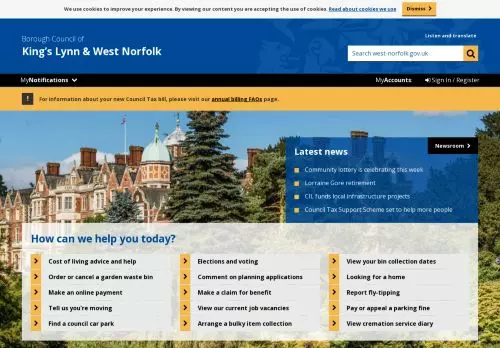 We use cookies to improve your experience. By viewing our content you are accepting the use of cookies. Read about cookies we use
Dismiss
Borough Council of
King's Lynn & West Norfolk
Listen and translate
Search west-norfolk.gov.uk
MyNotifications
MyAccounts
Sign In / Register
! For information about your new Council Tax bill, please visit our annual billing FAQs page.
Newsroom
Latest news
Community lottery is celebrating this week
Lorraine Gore retirement
CIL funds local infrastructure projects
Council Tax Support Scheme set to help more people
How can we help you today?
Cost of living advice and help
Elections and voting
View your bin collection dates
Order or cancel a garden waste bin
Comment on planning applications
Looking for a home
Make an online payment
Make a claim for benefit
Report fly-tipping
Tell us you're moving
View our current job vacancies
Pay or appeal a parking fine
Find a council car park
Arrange a bulky item collection
View cremation service diary